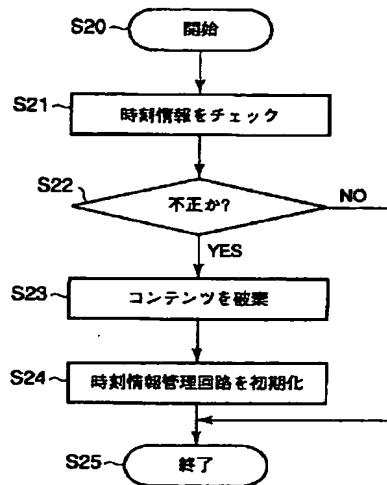 S20
開始
S21
時刻情報をチェック
S22
不正か?
NO
YES
S23
コンテンツを破棄
S24
時刻情報管理回路を初期化
S25
終了